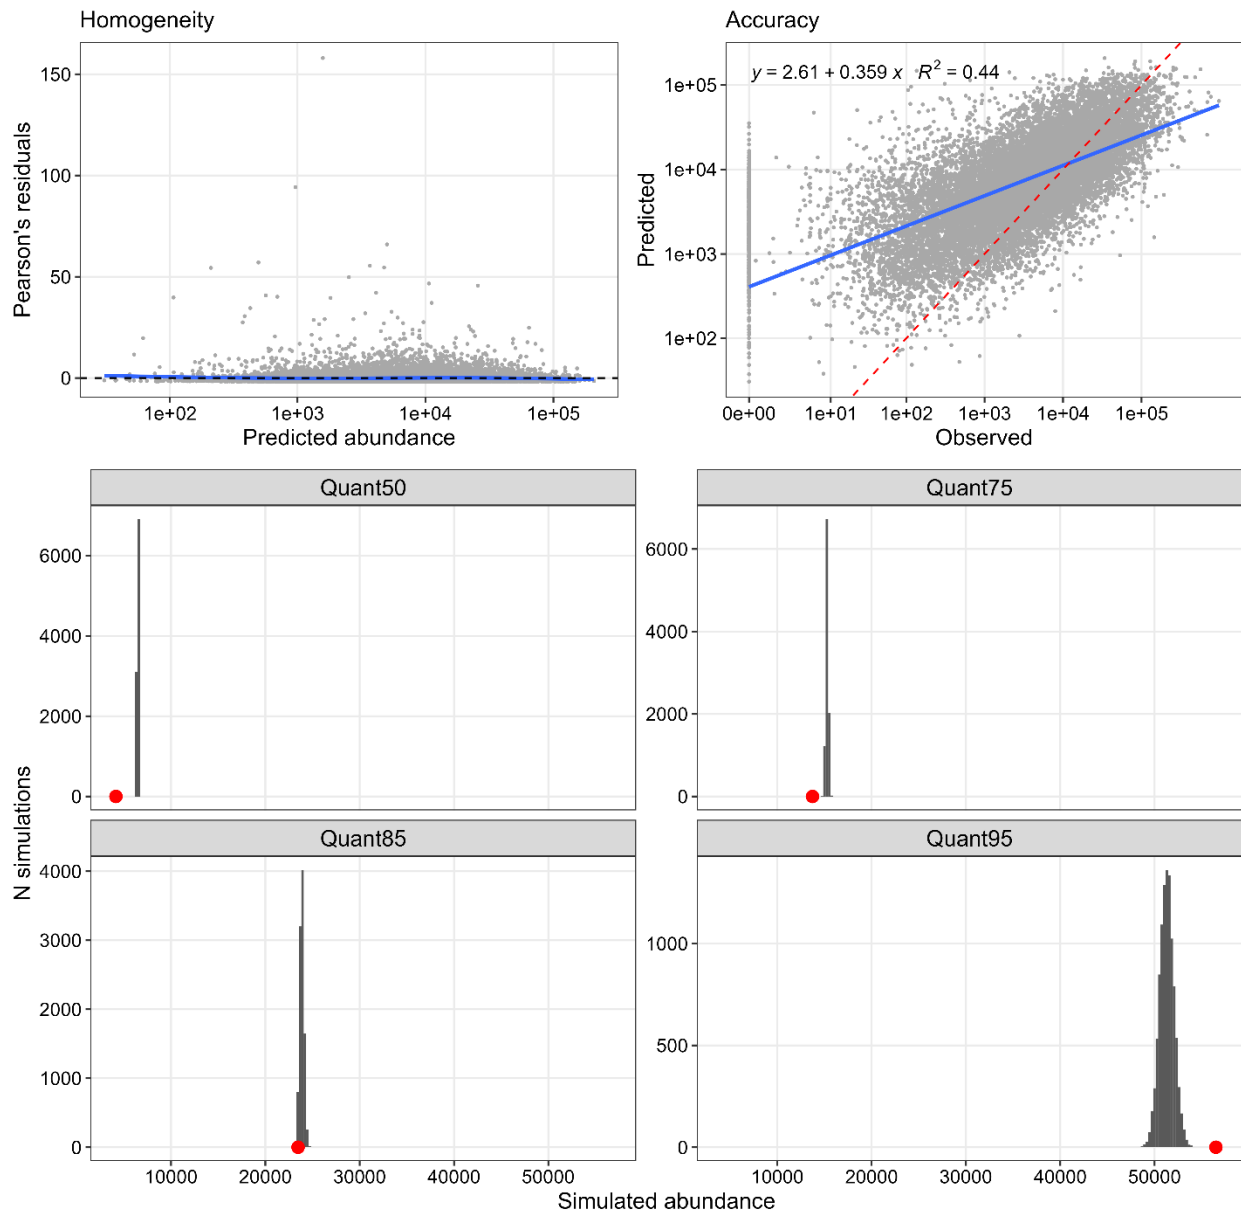 Homogeneity
Pearson's residuals
150
100
50
0
1e+02
1e+03
1e+04
1e+05
Predicted abundance
Accuracy
y = 2.61 + 0.359 x R² = 0.44
Predicted
1e+05
1e+04
1e+03
1e+02
0e+00
1e+01
1e+02
1e+03
1e+04
1e+05
Observed
N simulations
Quant50
6000
4000
2000
0
Quant75
6000
4000
2000
0
Quant85
4000
3000
2000
1000
0
10000
20000
30000
40000
50000
Quant95
1000
500
0
10000
20000
30000
40000
50000
Simulated abundance